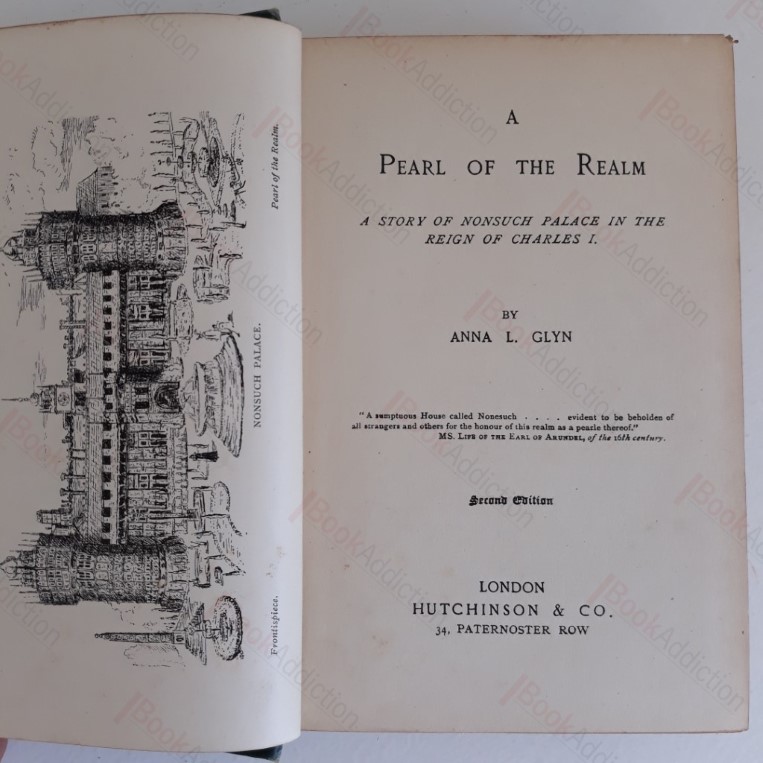 Pearl of the Realm.
NONSUCH PALACE.
Frontispiece.
A
PEARL OF THE REALM
A STORY OF NONSUCH PALACE IN THE
REIGN OF CHARLES I.
BY
ANNA L. GLYN
"A sumptuous House called Nonesuch . . . . evident to be beholden of
all strangers and others for the honour of this realm as a pearle thereof."
MS. LIFE OF THE EARL OF ARUNDEL, of the 16th century.
Second Edition
LONDON
HUTCHINSON & CO.
34, PATERNOSTER ROW
BookAddiction